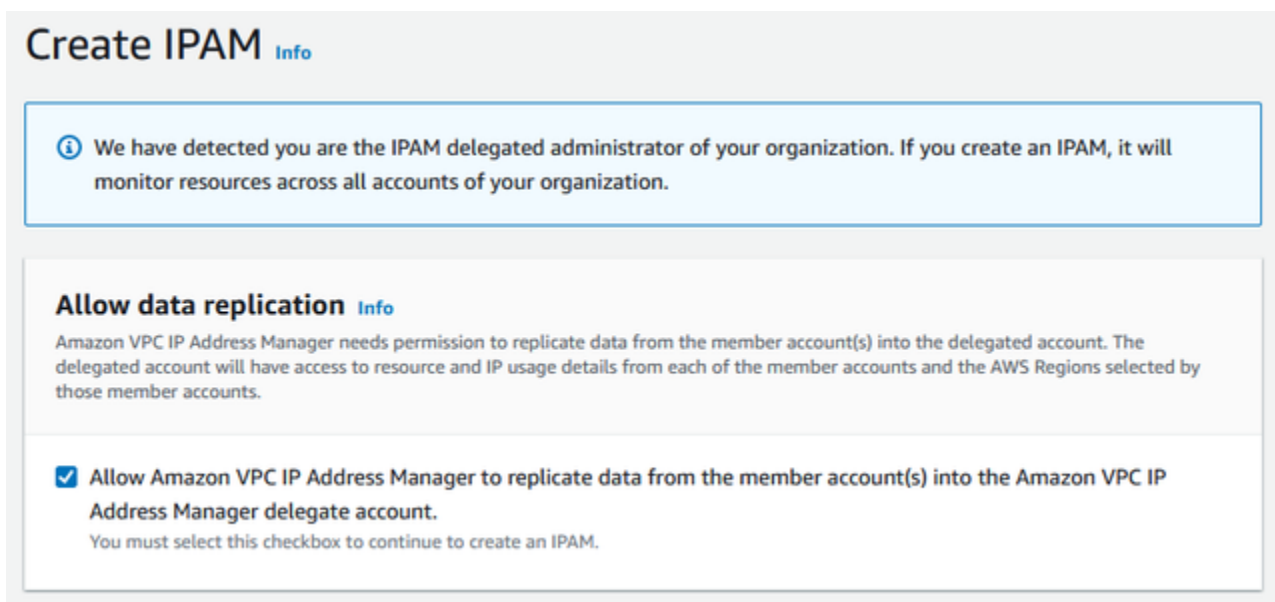 Create IPAM Info
We have detected you are the IPAM delegated administrator of your organization. If you create an IPAM, it will
monitor resources across all accounts of your organization.
Allow data replication Info
Amazon VPC IP Address Manager needs permission to replicate data from the member account(s) into the delegated account. The
delegated account will have access to resource and IP usage details from each of the member accounts and the AWS Regions selected by
those member accounts.
Allow Amazon VPC IP Address Manager to replicate data from the member account(s) into the Amazon VPC IP
Address Manager delegate account.
You must select this checkbox to continue to create an IPAM.